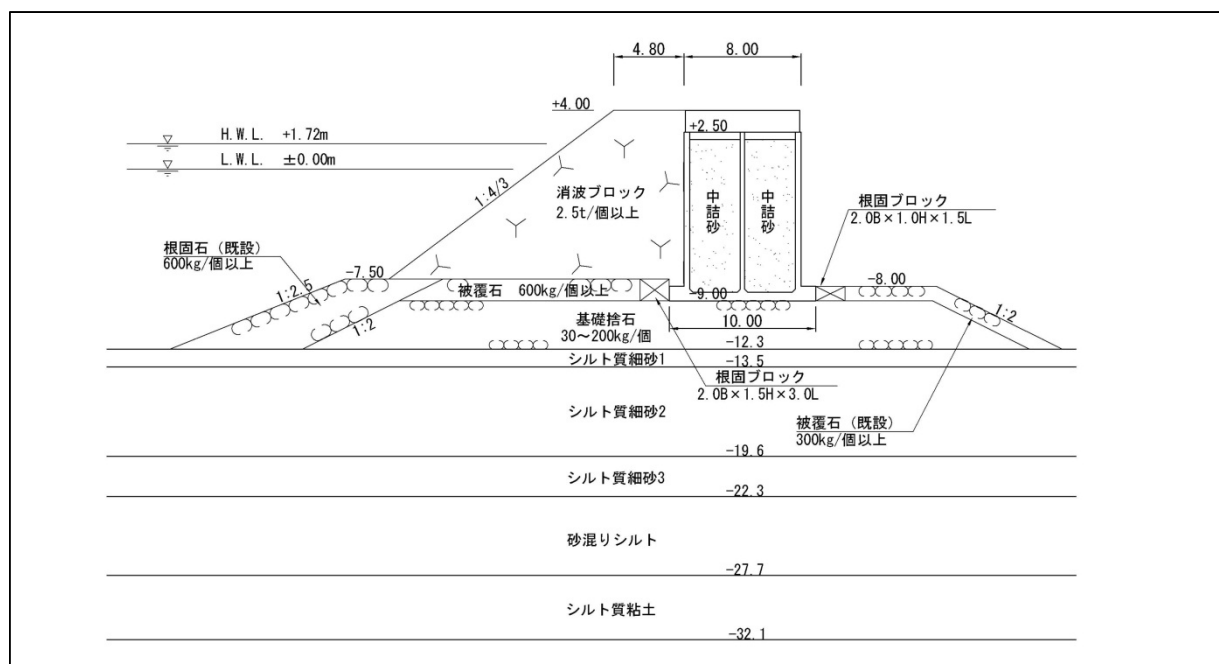 4.80
8.00
+4.00
+2.50
H.W.L. +1.72m
L.W.L. ±0.00m
1:4/3
消波ブロック
2.5t/個以上
中詰砂
中詰砂
根固ブロック
2.0B×1.0H×1.5L
根固石（既設）
600kg/個以上
-7.50
1:2.5
-8.00
被覆石 600kg/個以上
-9.00
1:2
1:2
基礎捨石
30～200kg/個
10.00
-12.3
シルト質細砂1
-13.5
根固ブロック
2.0B×1.5H×3.0L
シルト質細砂2
被覆石（既設）
300kg/個以上
-19.6
シルト質細砂3
-22.3
砂混りシルト
-27.7
シルト質粘土
-32.1